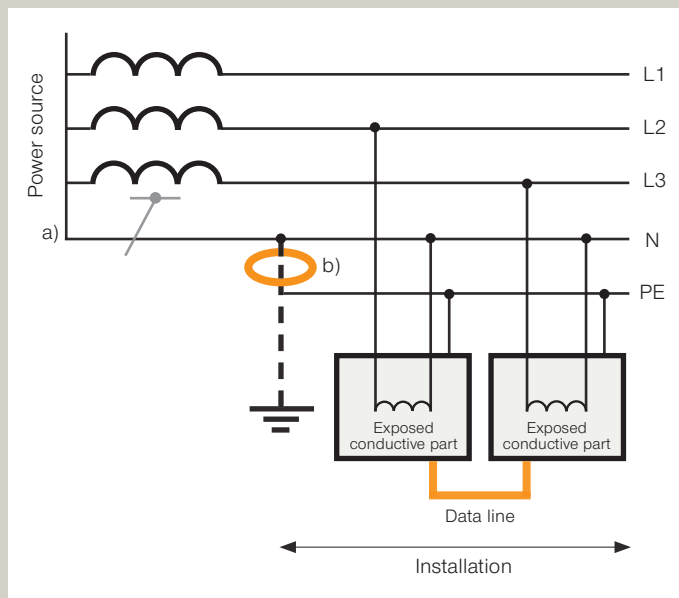 Power source
L1
L2
L3
a)
N
b)
PE
Exposed
conductive part
Exposed
conductive part
Data line
Installation